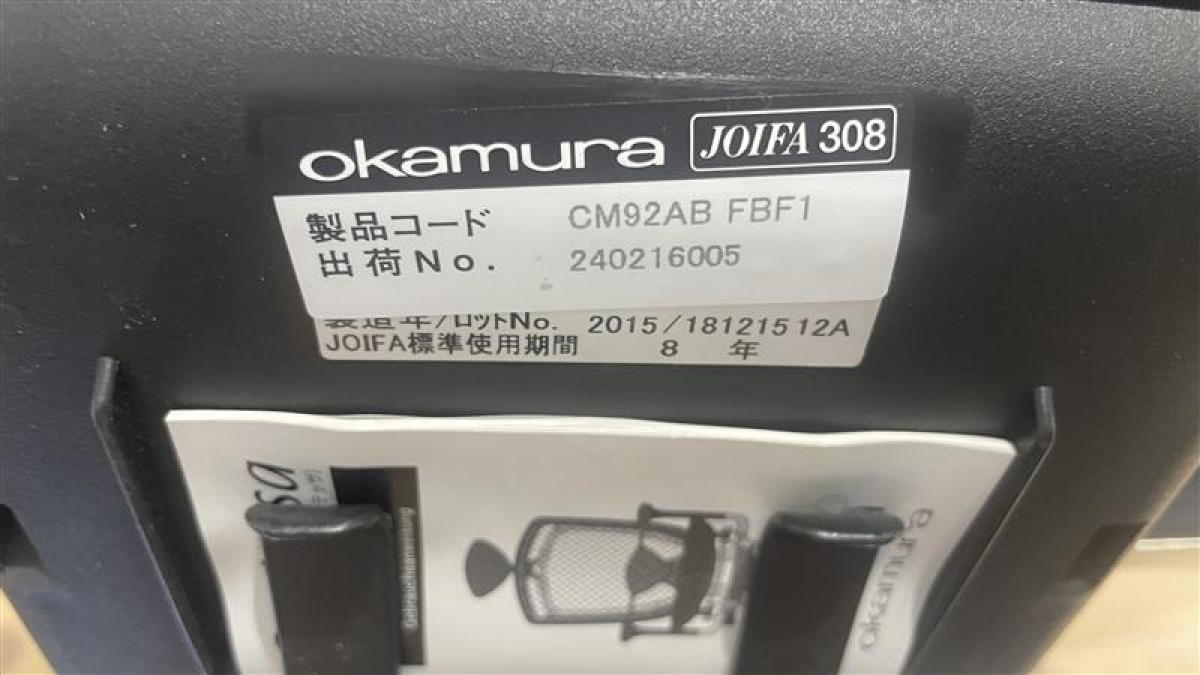 okamura JOIFA 308
製品コード CM92AB FBF1
出荷No. 240216005
製造年/ロットNo. 2015/18121512A
JOIFA標準使用期間 8 年
sa
Gebrauchsanweisung
okamura